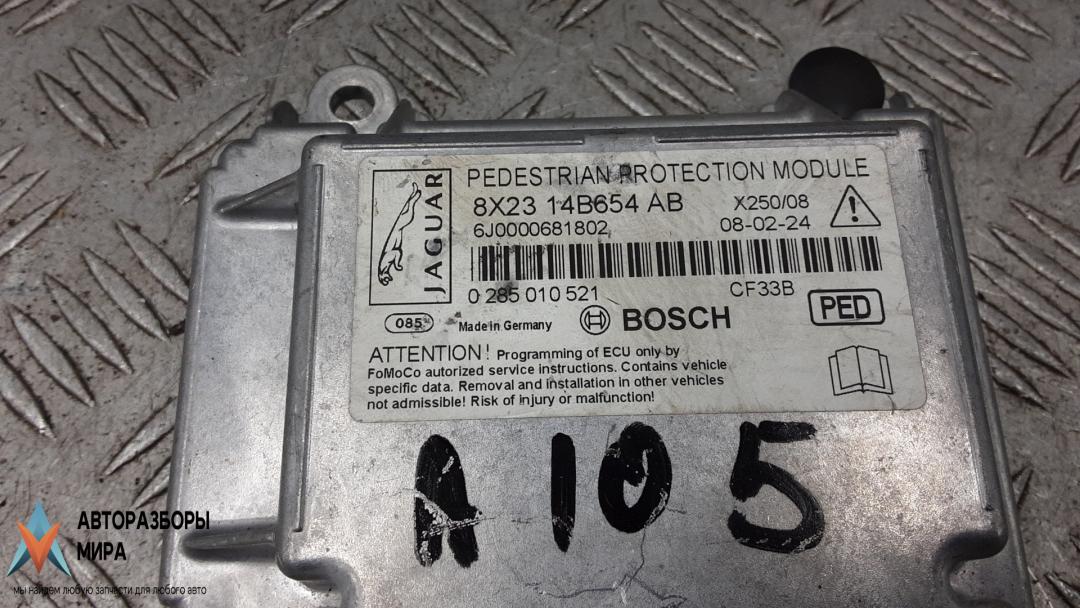 PEDESTRIAN PROTECTION MODULE
JAGUAR
8X23 14B654 AB X250/08
6J0000681802 08-02-24
0 285 010 521 CF33B
085 Made in Germany BOSCH PED
ATTENTION! Programming of ECU only by
FoMoCo autorized service instructions. Contains vehicle
specific data. Removal and installation in other vehicles
not admissible! Risk of injury or malfunction!
A 10 5
АВТОРАЗБОРЫ
МИРА
мы найдем любую запчасти для любого авто